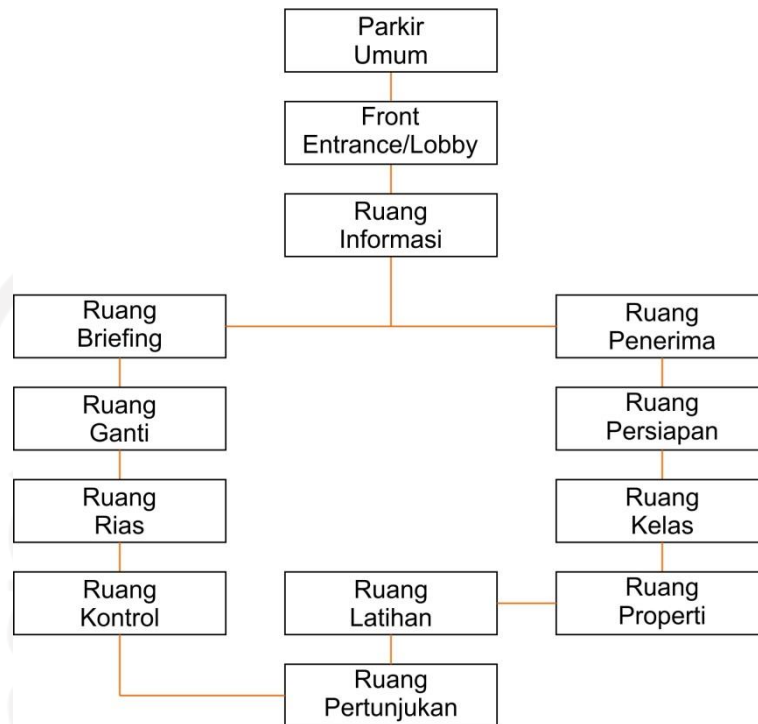 Parkir
Umum
Front
Entrance/Lobby
Ruang
Informasi
Ruang
Briefing
Ruang
Penerima
Ruang
Ganti
Ruang
Persiapan
Ruang
Rias
Ruang
Kelas
Ruang
Kontrol
Ruang
Latihan
Ruang
Properti
Ruang
Pertunjukan